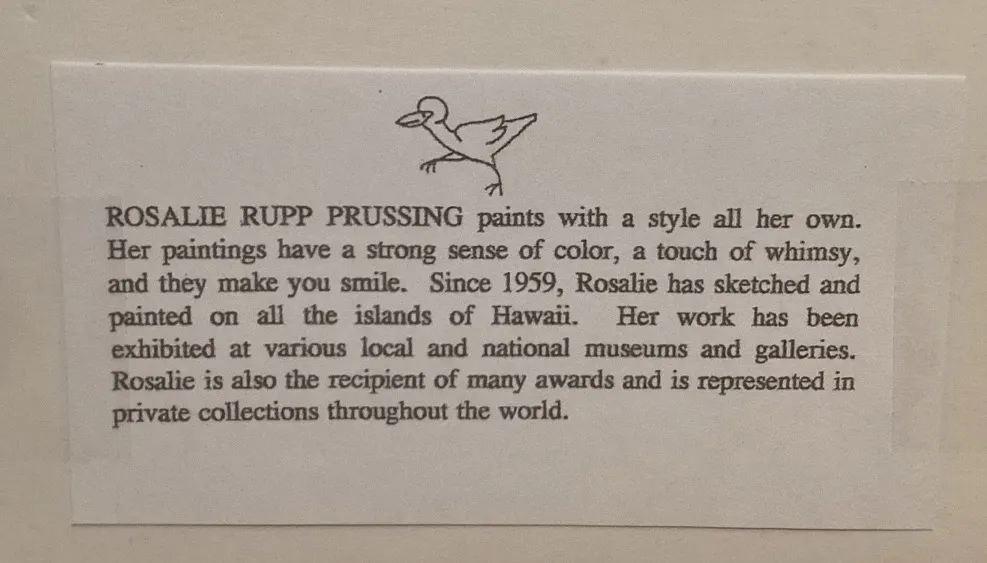 ROSALIE RUPP PRUSSING paints with a style all her own.
Her paintings have a strong sense of color, a touch of whimsy,
and they make you smile. Since 1959, Rosalie has sketched and
painted on all the islands of Hawaii. Her work has been
exhibited at various local and national museums and galleries.
Rosalie is also the recipient of many awards and is represented in
private collections throughout the world.